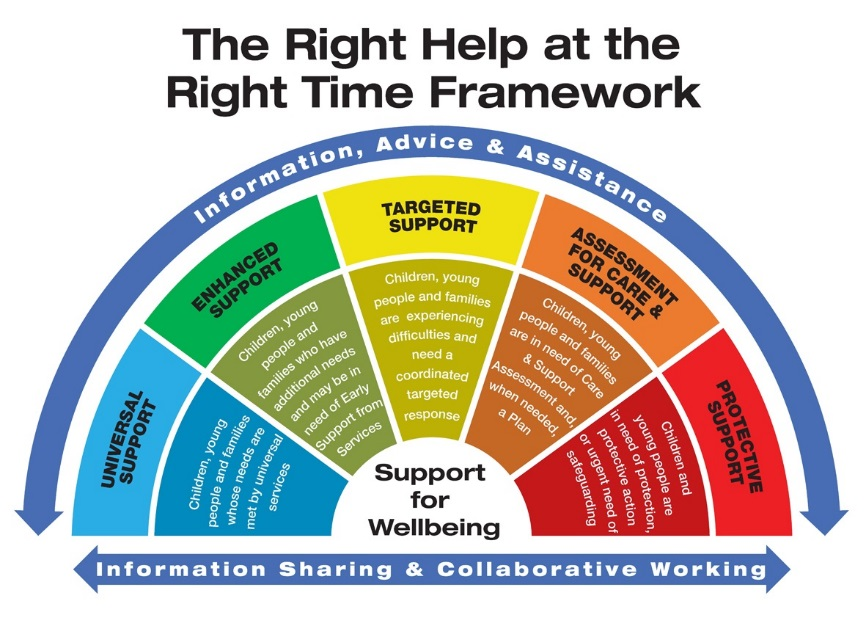 The Right Help at the
Right Time Framework
Information, Advice & Assistance
UNIVERSAL
SUPPORT
Children, young
people and families
whose needs are
met by universal
services
ENHANCED
SUPPORT
Children, young
people and
families who have
additional needs
and may be in
need of Early
Support from
Services
TARGETED
SUPPORT
Children, young
people and families
are experiencing
difficulties and
need a
coordinated
targeted
response
ASSESSMENT
FOR CARE &
SUPPORT
Children, young
people and families
are in need of Care
& Support
Assessment and,
when needed,
a Plan
PROTECTIVE
SUPPORT
Children and
young people are
in need of protection,
protective action
or urgent need of
safeguarding
Support
for
Wellbeing
Information Sharing & Collaborative Working